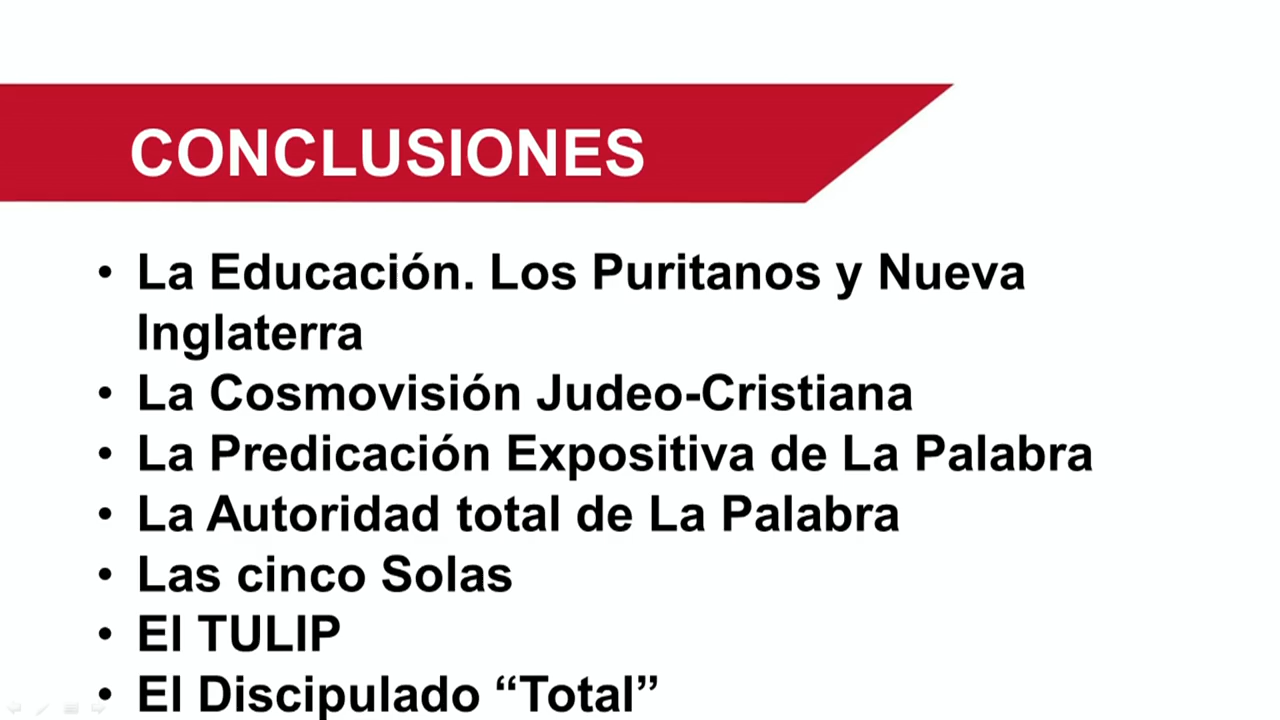 CONCLUSIONES
• La Educación. Los Puritanos y Nueva
Inglaterra
• La Cosmovisión Judeo-Cristiana
• La Predicación Expositiva de La Palabra
• La Autoridad total de La Palabra
• Las cinco Solas
• El TULIP
• El Discipulado “Total”